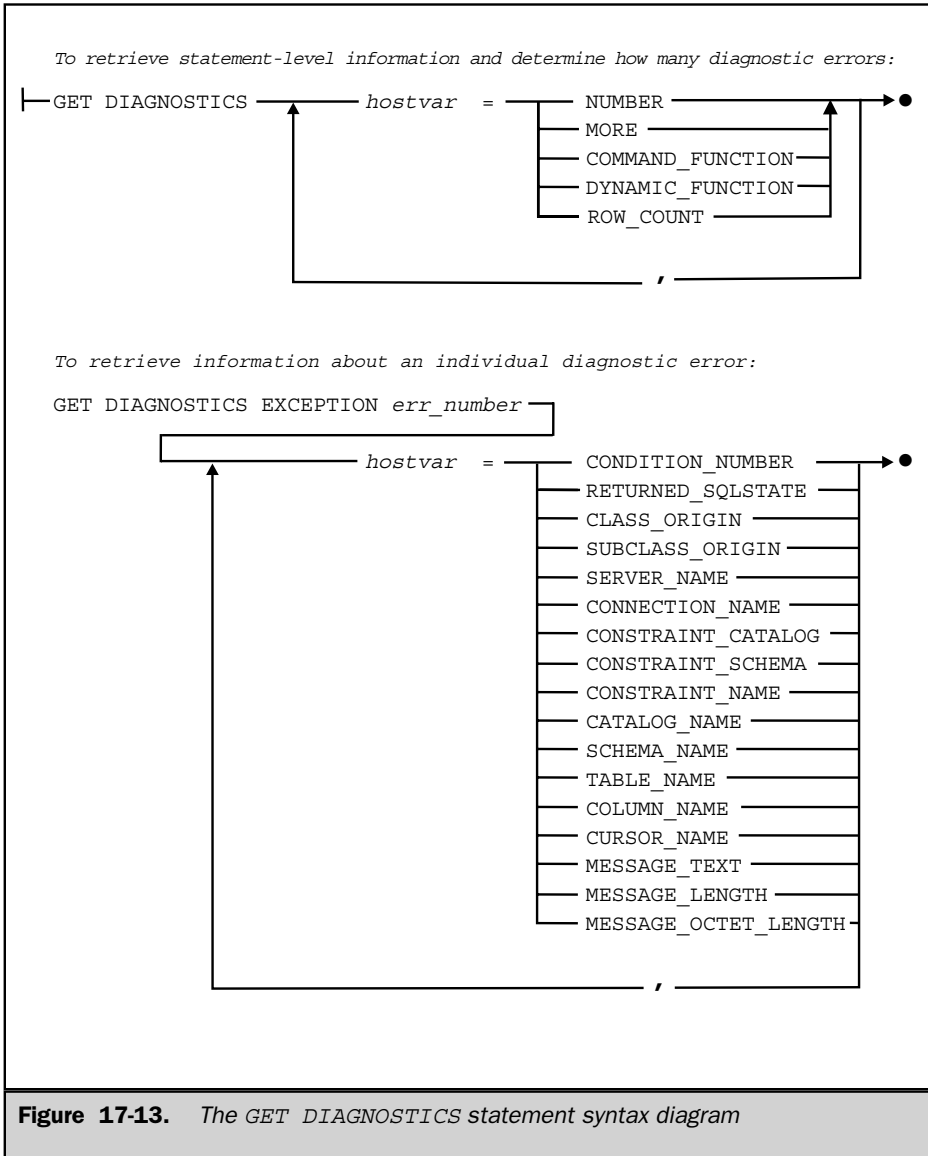 To retrieve statement-level information and determine how many diagnostic errors:
GET DIAGNOSTICS hostvar = NUMBER
MORE
COMMAND_FUNCTION
DYNAMIC_FUNCTION
ROW_COUNT
,
To retrieve information about an individual diagnostic error:
GET DIAGNOSTICS EXCEPTION err_number
hostvar = CONDITION_NUMBER
RETURNED_SQLSTATE
CLASS_ORIGIN
SUBCLASS_ORIGIN
SERVER_NAME
CONNECTION_NAME
CONSTRAINT_CATALOG
CONSTRAINT_SCHEMA
CONSTRAINT_NAME
CATALOG_NAME
SCHEMA_NAME
TABLE_NAME
COLUMN_NAME
CURSOR_NAME
MESSAGE_TEXT
MESSAGE_LENGTH
MESSAGE_OCTET_LENGTH
,
Figure 17-13. The GET DIAGNOSTICS statement syntax diagram